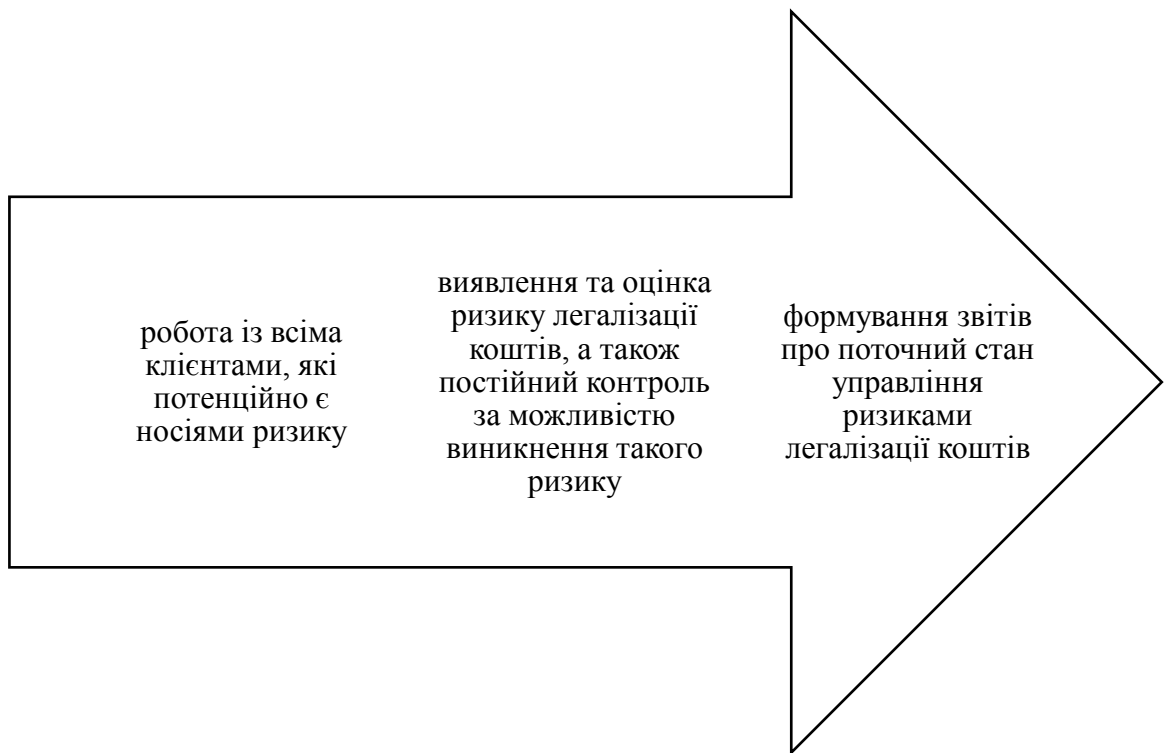 робота із всіма
клієнтами, які
потенційно є
носіями ризику
виявлення та оцінка
ризику легалізації
коштів, а також
постійний контроль
за можливістю
виникнення такого
ризику
формування звітів
про поточний стан
управління
ризиками
легалізації коштів